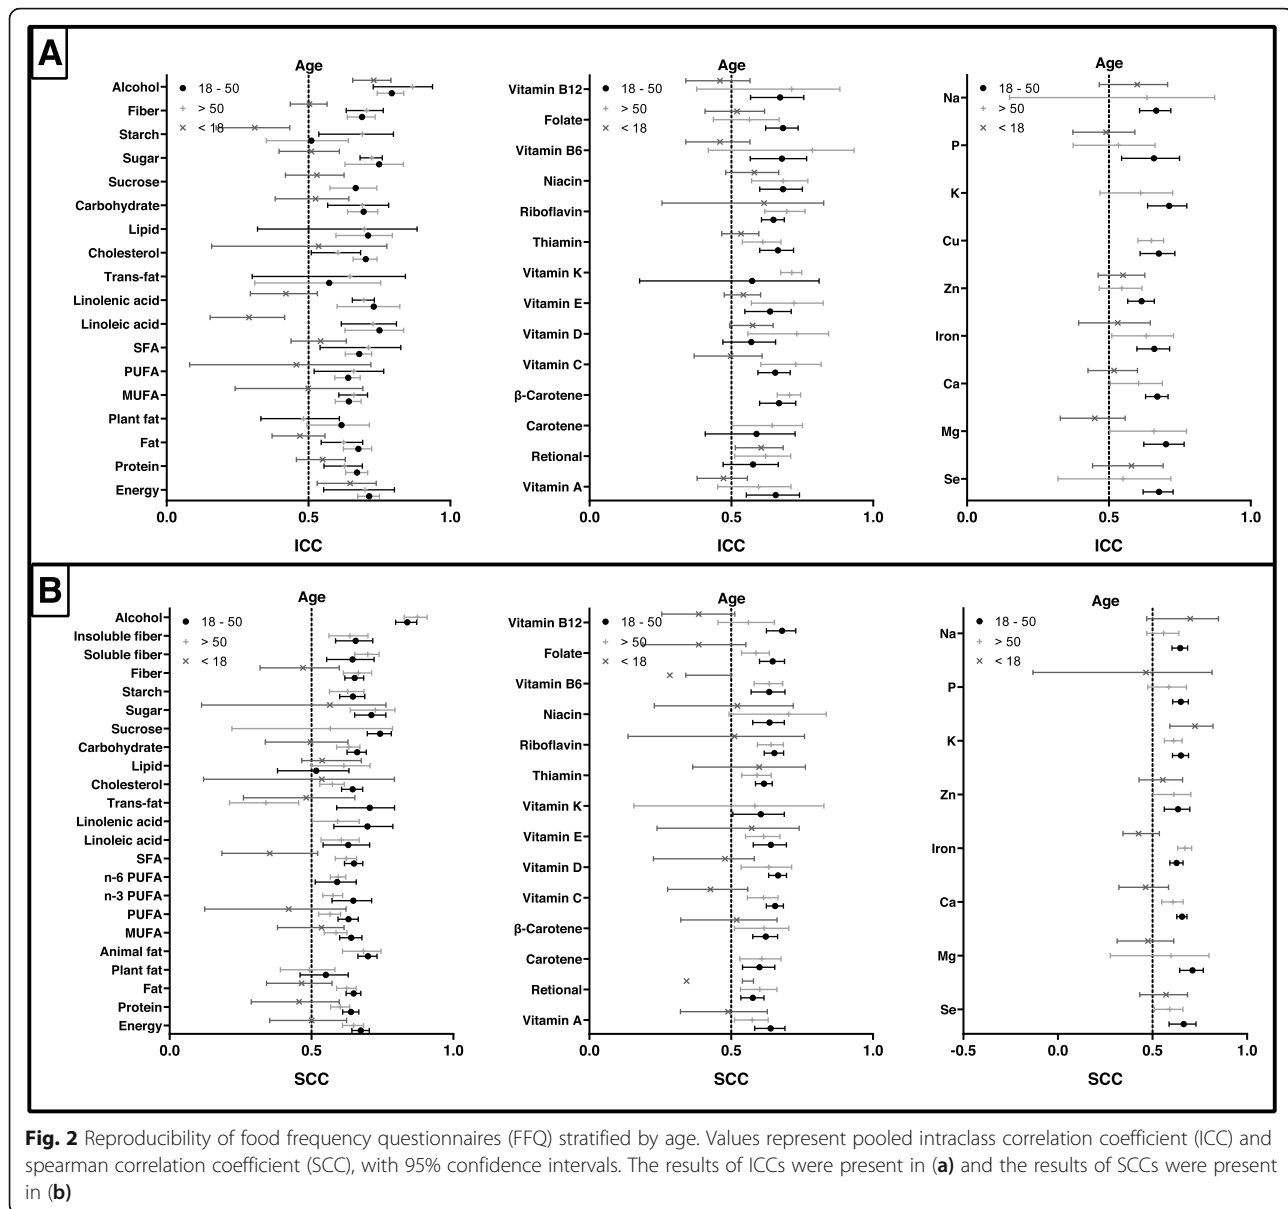 A
Age
18 - 50
> 50
< 18
Alcohol
Fiber
Starch
Sugar
Sucrose
Carbohydrate
Lipid
Cholesterol
Trans-fat
Linolenic acid
Linoleic acid
SFA
PUFA
MUFA
Plant fat
Fat
Protein
Energy
0.0 0.5 1.0
ICC
Age
18 - 50
> 50
< 18
Vitamin B12
Folate
Vitamin B6
Niacin
Riboflavin
Thiamin
Vitamin K
Vitamin E
Vitamin D
Vitamin C
β-Carotene
Carotene
Retional
Vitamin A
0.0 0.5 1.0
ICC
Age
18 - 50
> 50
< 18
Na
P
K
Cu
Zn
Iron
Ca
Mg
Se
0.0 0.5 1.0
ICC
B
Age
18 - 50
> 50
< 18
Alcohol
Insoluble fiber
Soluble fiber
Fiber
Starch
Sugar
Sucrose
Carbohydrate
Lipid
Cholesterol
Trans-fat
Linolenic acid
Linoleic acid
SFA
n-6 PUFA
n-3 PUFA
PUFA
MUFA
Animal fat
Plant fat
Fat
Protein
Energy
0.0 0.5 1.0
SCC
Age
18 - 50
> 50
< 18
Vitamin B12
Folate
Vitamin B6
Niacin
Riboflavin
Thiamin
Vitamin K
Vitamin E
Vitamin D
Vitamin C
β-Carotene
Carotene
Retional
Vitamin A
0.0 0.5 1.0
SCC
Age
18 - 50
> 50
< 18
Na
P
K
Zn
Iron
Ca
Mg
Se
-0.5 0.0 0.5 1.0
SCC
Fig. 2 Reproducibility of food frequency questionnaires (FFQ) stratified by age. Values represent pooled intraclass correlation coefficient (ICC) and
spearman correlation coefficient (SCC), with 95% confidence intervals. The results of ICCs were present in (a) and the results of SCCs were present
in (b)